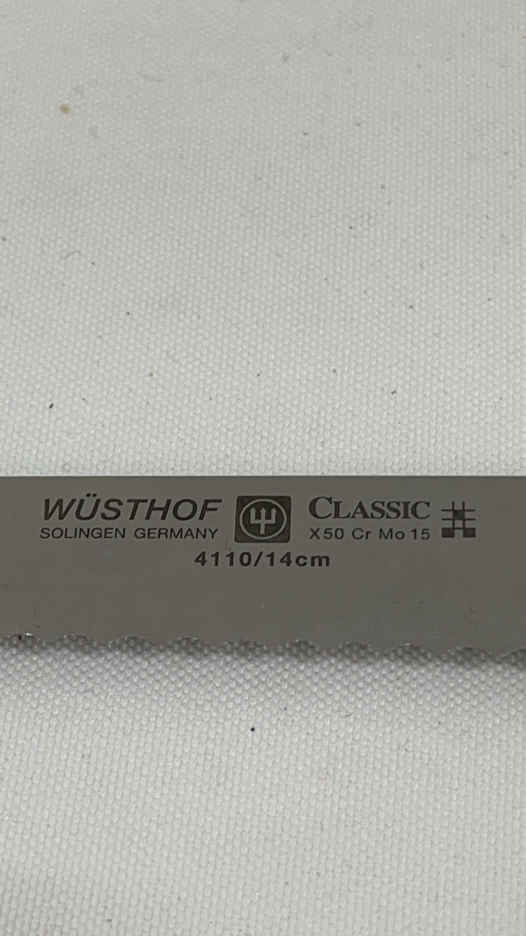 WÜSTHOF CLASSIC
SOLINGEN GERMANY X50 Cr Mo 15
4110/14cm